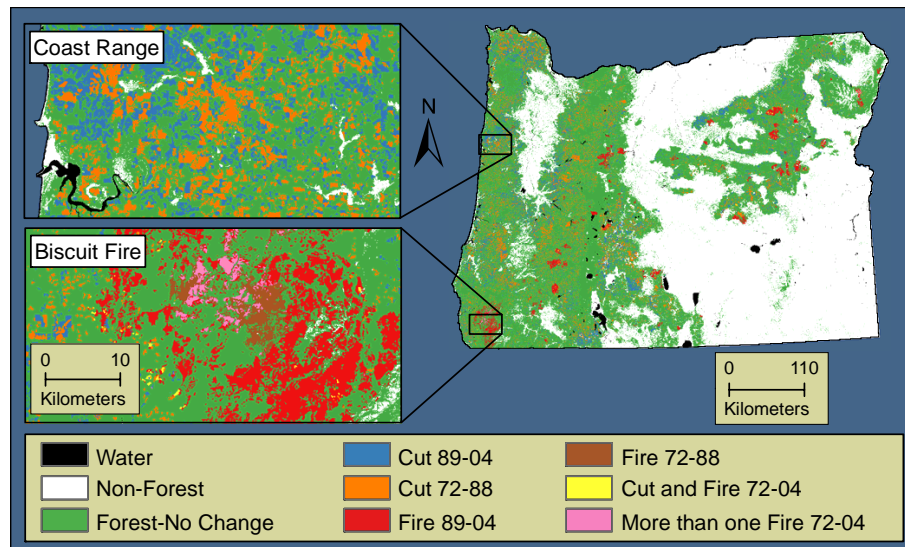 Coast Range
N
Biscuit Fire
0 10
Kilometers
0 110
Kilometers
Water
Non-Forest
Forest-No Change
Cut 89-04
Cut 72-88
Fire 89-04
Fire 72-88
Cut and Fire 72-04
More than one Fire 72-04